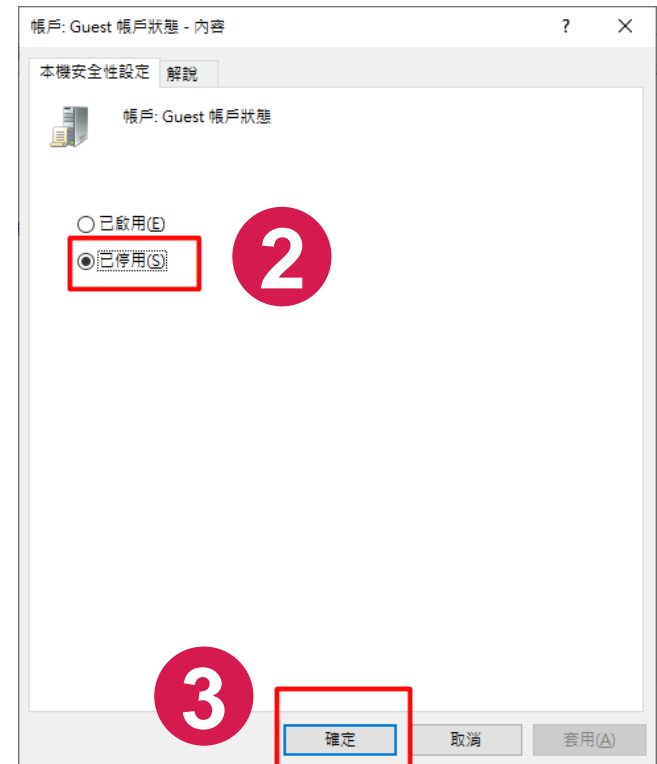 帳戶: Guest 帳戶狀態 - 內容 ? ×
本機安全性設定 解說
帳戶: Guest 帳戶狀態
已啟用(E)
已停用(S)
2
3
確定 取消 套用(A)